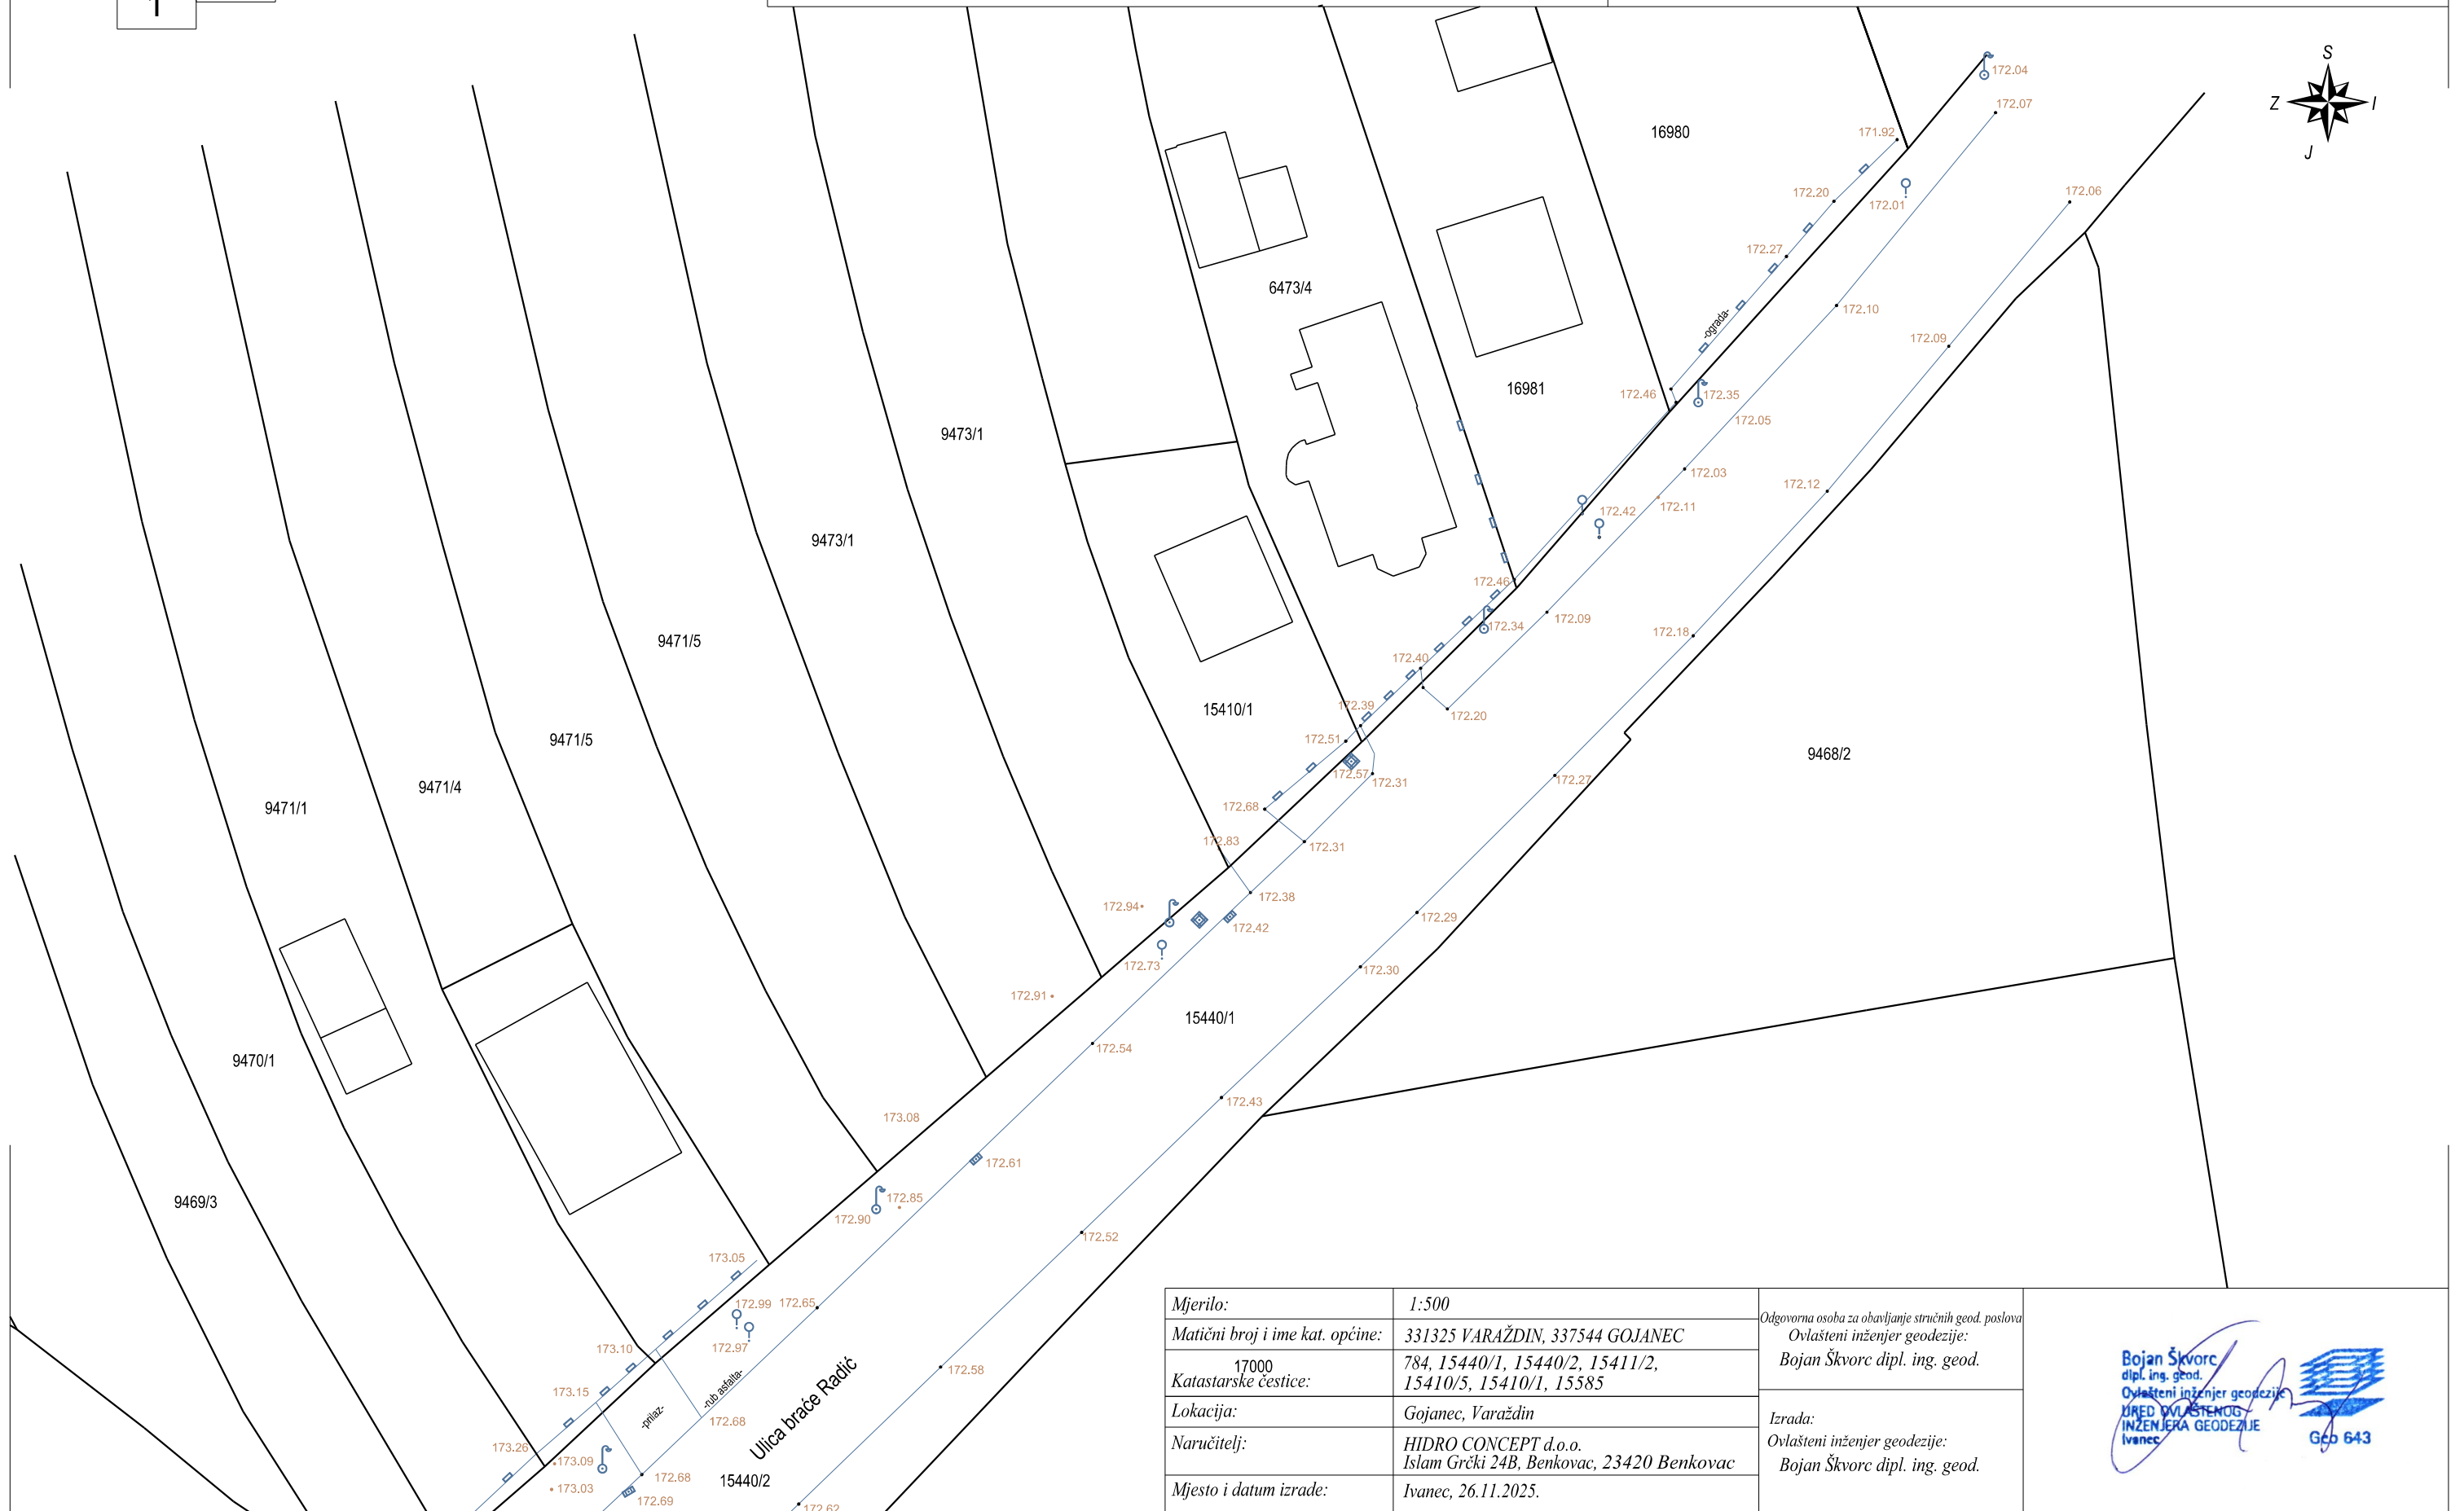 1
S
Z
I
J
172.04
172.07
171.92
16980
172.20
172.01
172.06
172.27
6473/4
172.10
-ograda-
172.09
16981
172.46
172.35
172.05
9473/1
172.03
172.12
172.11
172.42
9473/1
172.46
172.09
172.34
172.18
9471/5
172.40
172.39
15410/1
172.20
172.51
9471/5
9468/2
172.57
172.31
172.27
9471/4
9471/1
172.68
172.83
172.31
172.38
172.94
172.29
172.42
172.73
172.30
172.91
15440/1
172.54
9470/1
172.43
173.08
172.61
9469/3
172.85
172.90
172.52
173.05
172.99
172.65
173.10
172.97
172.58
173.15
-rub asfalta-
-prilaz-
172.68
Ulica braće Radić
173.26
173.09
172.68
15440/2
173.03
172.69
172.62
Mjerilo:
1:500
Matični broj i ime kat. općine:
331325 VARAŽDIN, 337544 GOJANEC
17000
Katastarske čestice:
784, 15440/1, 15440/2, 15411/2,
15410/5, 15410/1, 15585
Lokacija:
Gojanec, Varaždin
Naručitelj:
HIDRO CONCEPT d.o.o.
Islam Grčki 24B, Benkovac, 23420 Benkovac
Mjesto i datum izrade:
Ivanec, 26.11.2025.
Odgovorna osoba za obavljanje stručnih geod. poslova
Ovlašteni inženjer geodezije:
Bojan Škvorc dipl. ing. geod.
Izrada:
Ovlašteni inženjer geodezije:
Bojan Škvorc dipl. ing. geod.
Bojan Škvorc
dipl. ing. geod.
Ovlašteni inženjer geodezije
URED OVLAŠTENOG
INŽENJERA GEODEZIJE
Ivanec
Geo 643